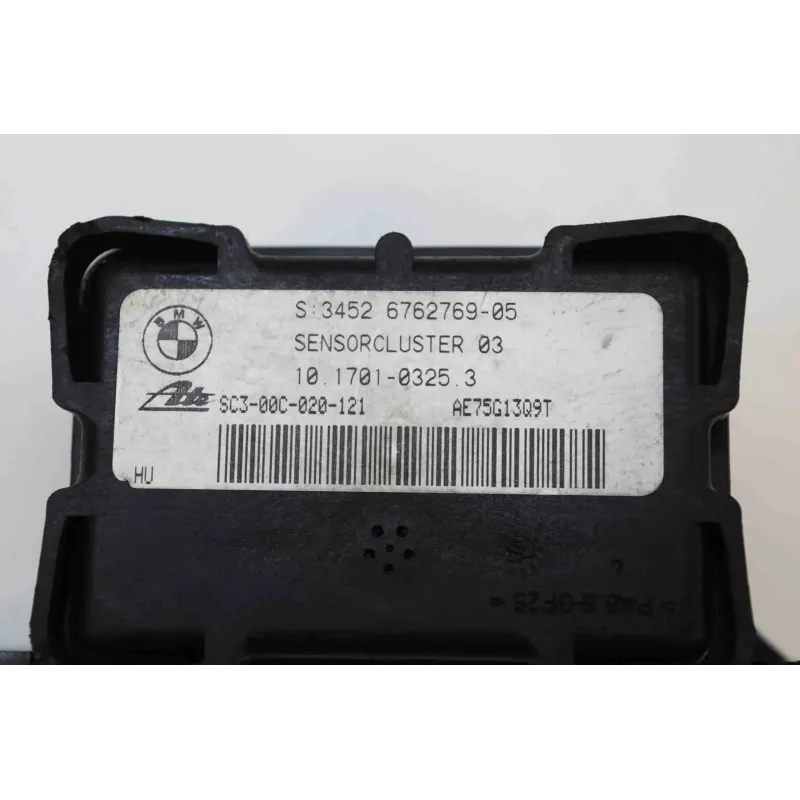 BMW
S:3452 6762769-05
SENSORCLUSTER 03
10.1701-0325.3
Ate
SC3-00C-020-121 AE75G13Q9T
HU